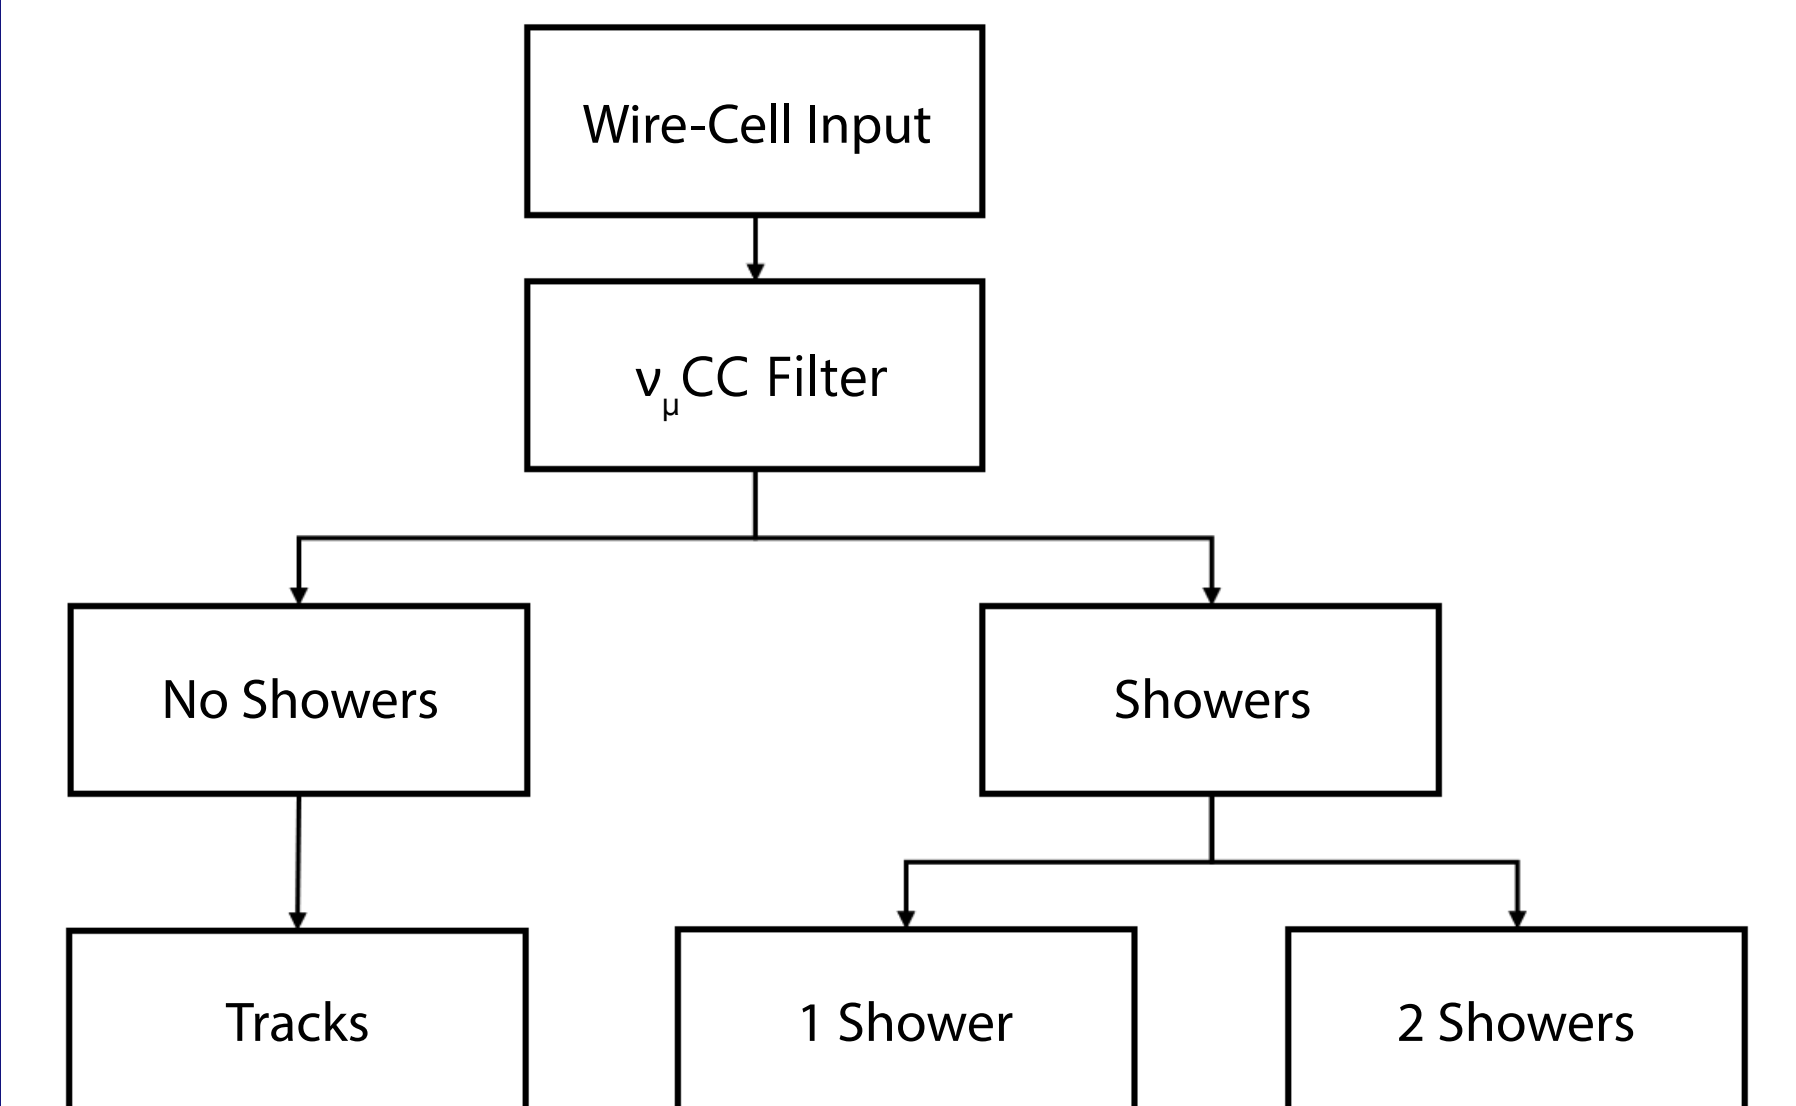 Wire-Cell Input
νμCC Filter
No Showers
Showers
Tracks
1 Shower
2 Showers